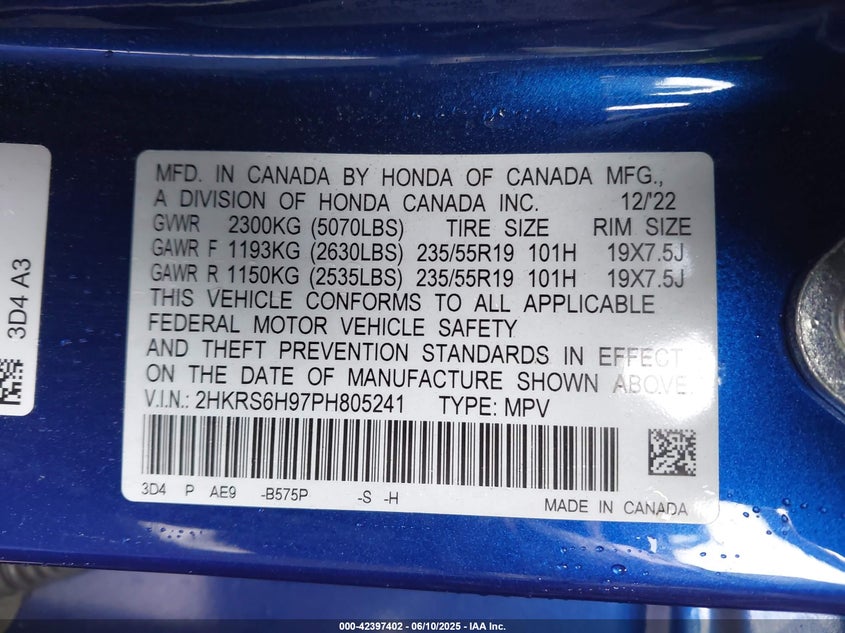 3D4 A3
MFD. IN CANADA BY HONDA OF CANADA MFG.,
A DIVISION OF HONDA CANADA INC. 12/'22
GVWR 2300KG (5070LBS) TIRE SIZE RIM SIZE
GAWR F 1193KG (2630LBS) 235/55R19 101H 19X7.5J
GAWR R 1150KG (2535LBS) 235/55R19 101H 19X7.5J
THIS VEHICLE CONFORMS TO ALL APPLICABLE
FEDERAL MOTOR VEHICLE SAFETY
AND THEFT PREVENTION STANDARDS IN EFFECT
ON THE DATE OF MANUFACTURE SHOWN ABOVE.
V.I.N.: 2HKRS6H97PH805241 TYPE: MPV
3D4 P AE9 -B575P -S -H
MADE IN CANADA
000-42397402 - 06/10/2025 - IAA Inc.